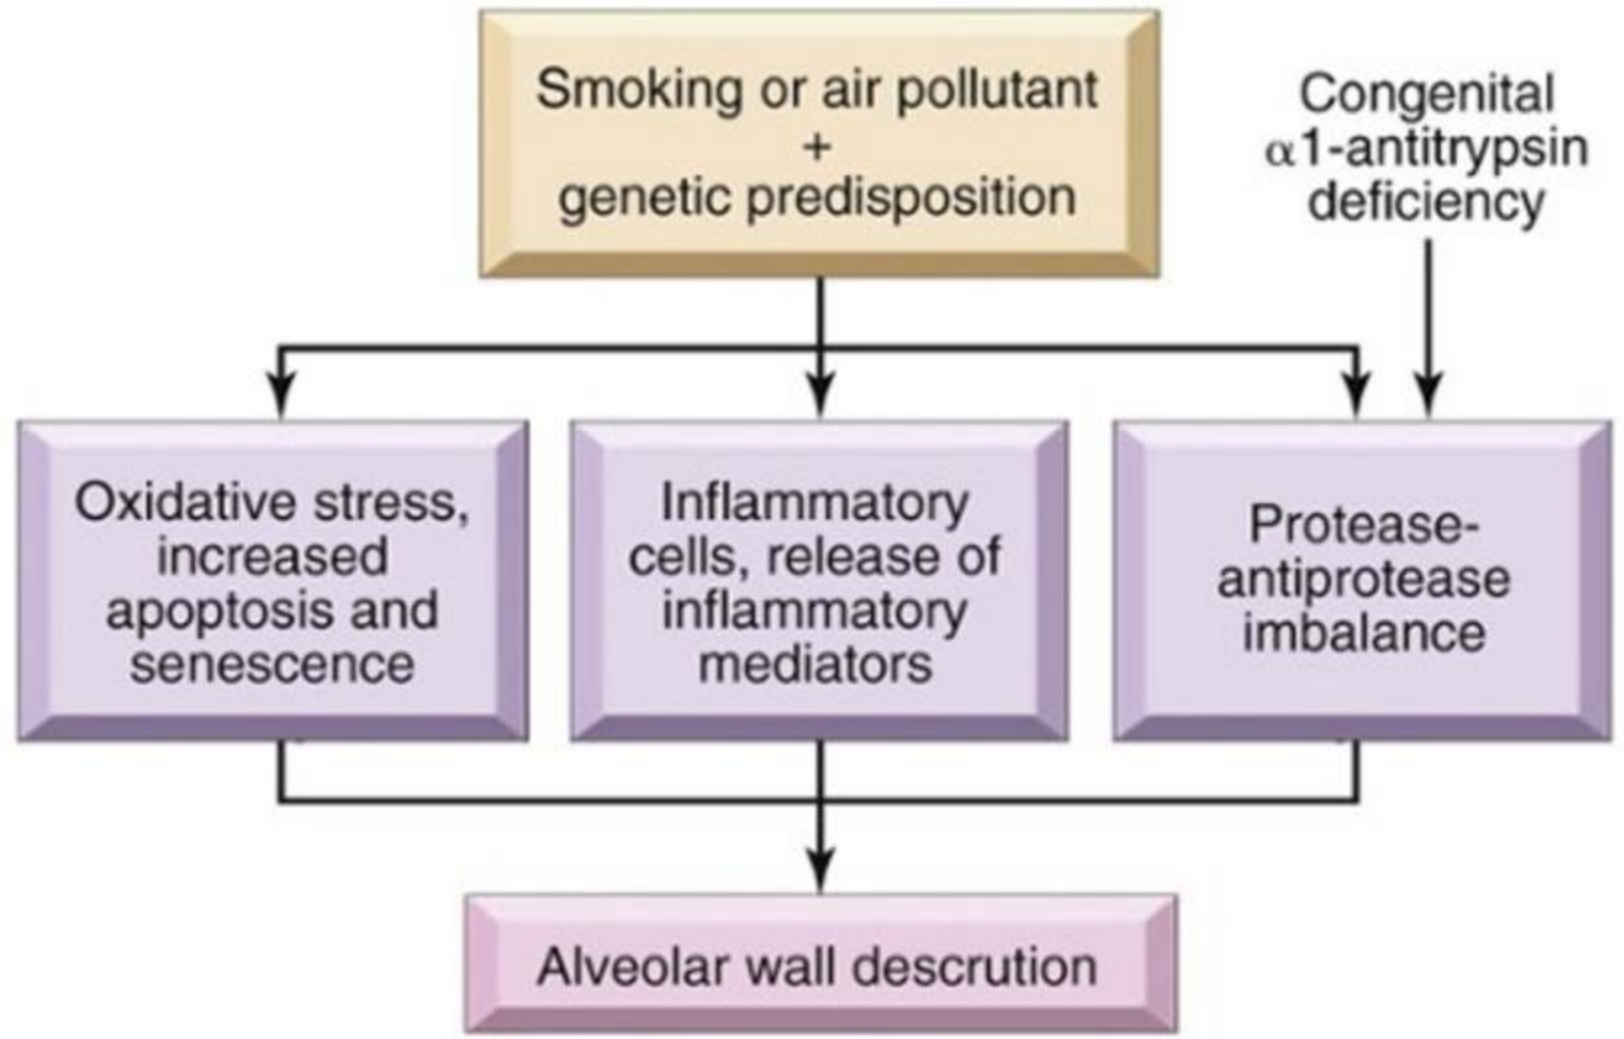 Smoking or air pollutant
+
genetic predisposition
Congenital
α1-antitrypsin
deficiency
Oxidative stress,
increased
apoptosis and
senescence
Inflammatory
cells, release of
inflammatory
mediators
Protease-
antiprotease
imbalance
Alveolar wall descrution